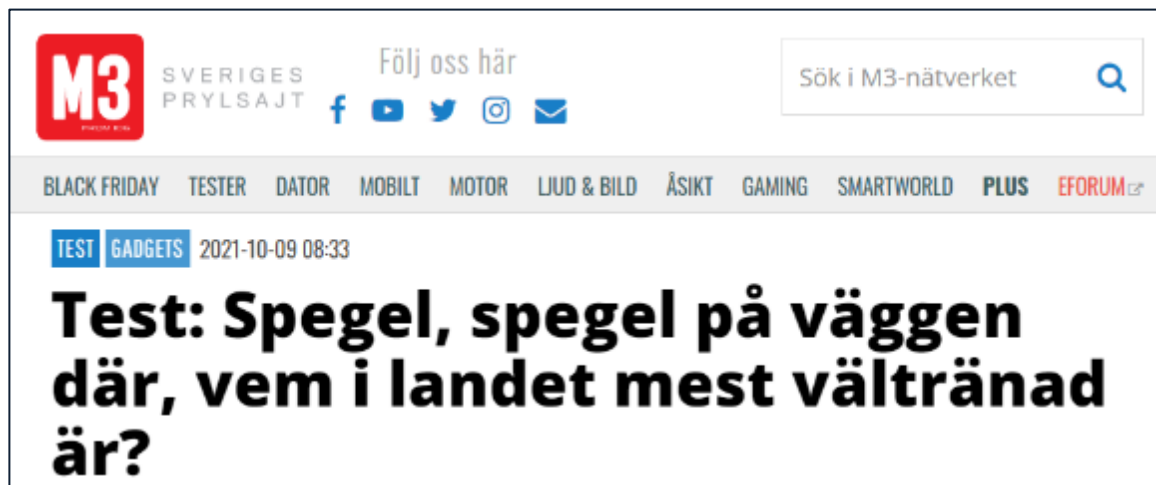 M3
FROM IDG
SVERIGES
PRYLSAJT
Följ oss här
Sök i M3-nätverket
BLACK FRIDAY TESTER DATOR MOBILT MOTOR LJUD & BILD ÅSIKT GAMING SMARTWORLD PLUS EFORUM
TEST GADGETS 2021-10-09 08:33
Test: Spegel, spegel på väggen
där, vem i landet mest vältränad
är?